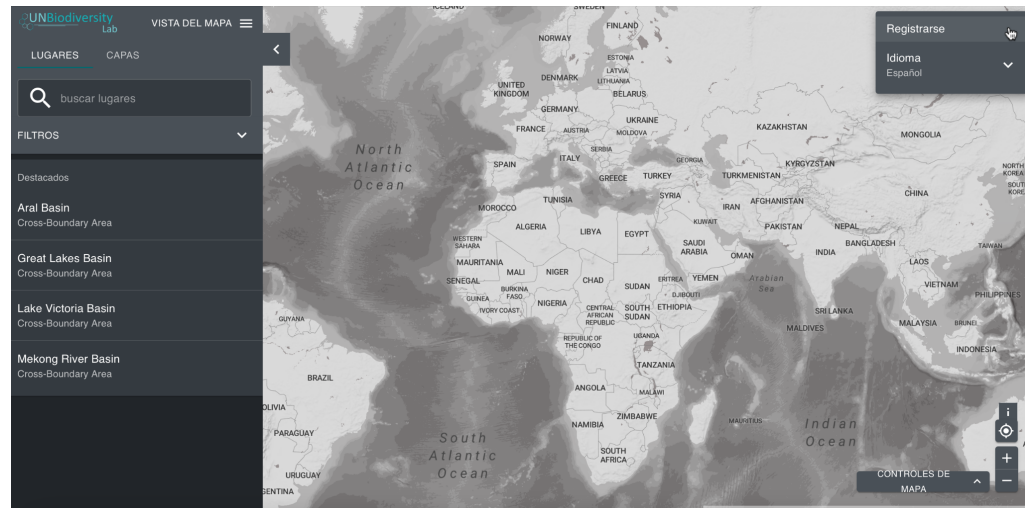 UNBiodiversity
Lab
VISTA DEL MAPA
LUGARES
CAPAS
buscar lugares
FILTROS
Destacados
Aral Basin
Cross-Boundary Area
Great Lakes Basin
Cross-Boundary Area
Lake Victoria Basin
Cross-Boundary Area
Mekong River Basin
Cross-Boundary Area
Registrarse
Idioma
Español
ICELAND
SWEDEN
FINLAND
NORWAY
ESTONIA
LATVIA
LITHUANIA
DENMARK
UNITED
KINGDOM
BELARUS
GERMANY
UKRAINE
FRANCE
AUSTRIA
MOLDOVA
KAZAKHSTAN
MONGOLIA
North
Atlantic
Ocean
SERBIA
ITALY
SPAIN
GEORGIA
KYRGYZSTAN
GREECE
TURKEY
TURKMENISTAN
NORTH
KOREA
SOUTH
KORE
CHINA
SYRIA
TUNISIA
MOROCCO
IRAN
AFGHANISTAN
KUWAIT
PAKISTAN
NEPAL
ALGERIA
LIBYA
EGYPT
WESTERN
SAHARA
SAUDI
ARABIA
OMAN
INDIA
BANGLADESH
TAIWAN
MAURITANIA
MALI
NIGER
CHAD
SUDAN
ERITREA
YEMEN
Arabian
Sea
LAOS
SENEGAL
BURKINA
FASO
DJIBOUTI
VIETNAM
PHILIPPINES
GUINEA
IVORY COAST
NIGERIA
CENTRAL
AFRICAN
REPUBLIC
SOUTH
SUDAN
ETHIOPIA
SRI LANKA
GUYANA
MALDIVES
MALAYSIA
BRUNEI
REPUBLIC OF
THE CONGO
UGANDA
INDONESIA
TANZANIA
BRAZIL
ANGOLA
MALAWI
OLIVIA
ZIMBABWE
NAMIBIA
MAURITIUS
Indian
Ocean
PARAGUAY
South
Atlantic
Ocean
SOUTH
AFRICA
URUGUAY
GENTINA
i
+
−
CONTROLES DE
MAPA